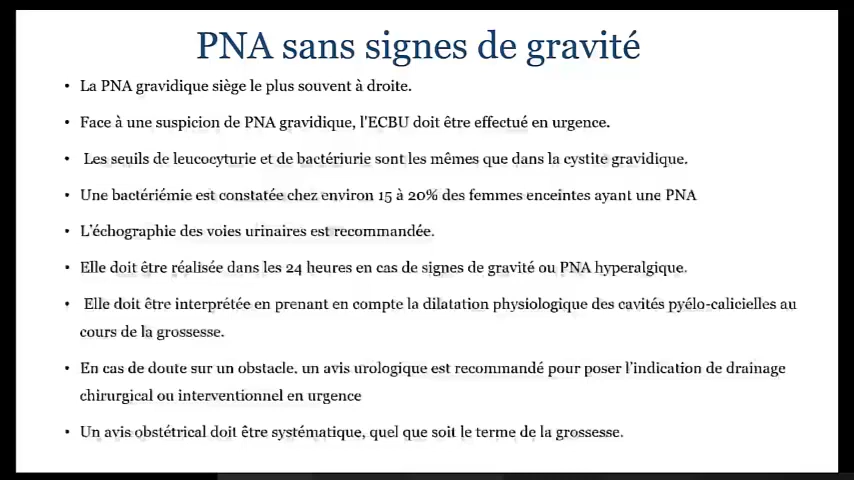 PNA sans signes de gravité
• La PNA gravidique siège le plus souvent à droite.
• Face à une suspicion de PNA gravidique, l'ECBU doit être effectué en urgence.
• Les seuils de leucocyturie et de bactériurie sont les mêmes que dans la cystite gravidique.
• Une bactériémie est constatée chez environ 15 à 20% des femmes enceintes ayant une PNA
• L'échographie des voies urinaires est recommandée.
• Elle doit être réalisée dans les 24 heures en cas de signes de gravité ou PNA hyperalgique.
• Elle doit être interprétée en prenant en compte la dilatation physiologique des cavités pyélo-calicielles au
cours de la grossesse.
• En cas de doute sur un obstacle, un avis urologique est recommandé pour poser l'indication de drainage
chirurgical ou interventionnel en urgence
• Un avis obstétrical doit être systématique, quel que soit le terme de la grossesse.